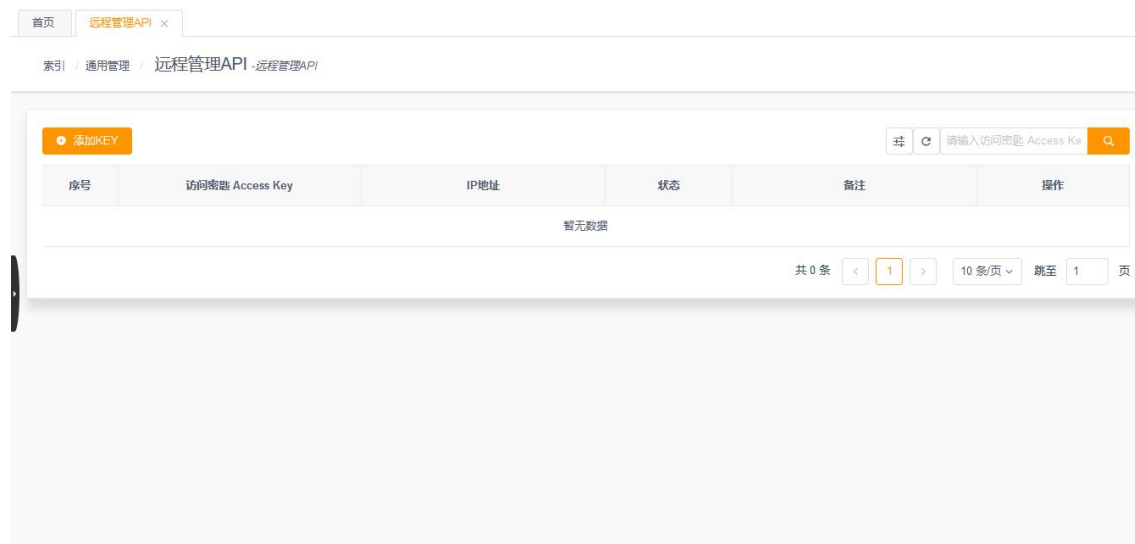 首页 远程管理API ×
索引 / 通用管理 / 远程管理API -远程管理API
添加KEY 请输入访问密匙 Access Ke
序号 访问密匙 Access Key IP地址 状态 备注 操作
暂无数据
共 0 条 < 1 > 10 条/页 跳至 1 页